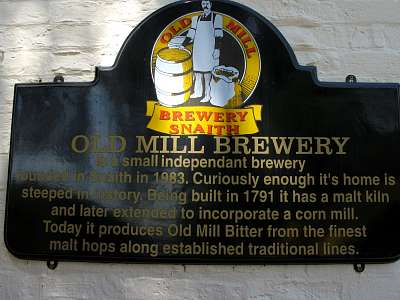 OLD MILL
BREWERY
SNAITH
OLD MILL BREWERY
is a small independant brewery
founded in Snaith in 1983. Curiously enough it's home is
steeped in history. Being built in 1791 it has a malt kiln
and later extended to incorporate a corn mill.
Today it produces Old Mill Bitter from the finest
malt hops along established traditional lines.